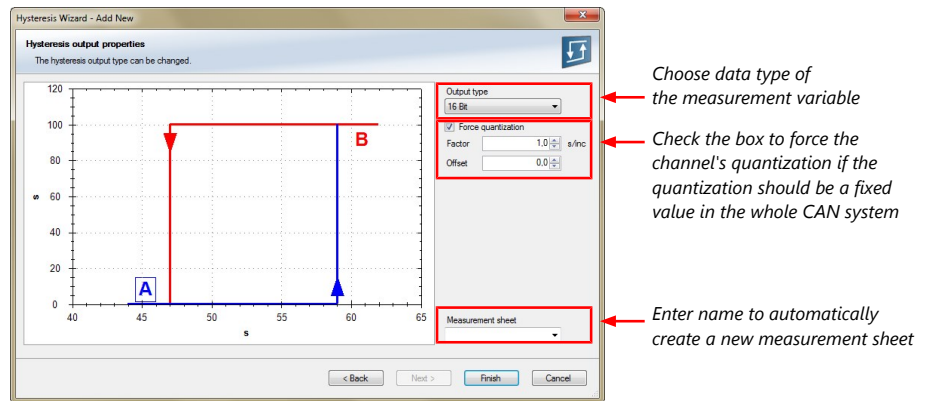 Hysteresis Wizard - Add New
Hysteresis output properties
The hysteresis output type can be changed.
120
100
80
60
40
20
0
s
40 45 50 55 60 65
s
A
B
Output type
16 Bit
Force quantization
Factor 1,0 s/inc
Offset 0,0
Measurement sheet
< Back Next > Finish Cancel
Choose data type of
the measurement variable
Check the box to force the
channel's quantization if the
quantization should be a fixed
value in the whole CAN system
Enter name to automatically
create a new measurement sheet